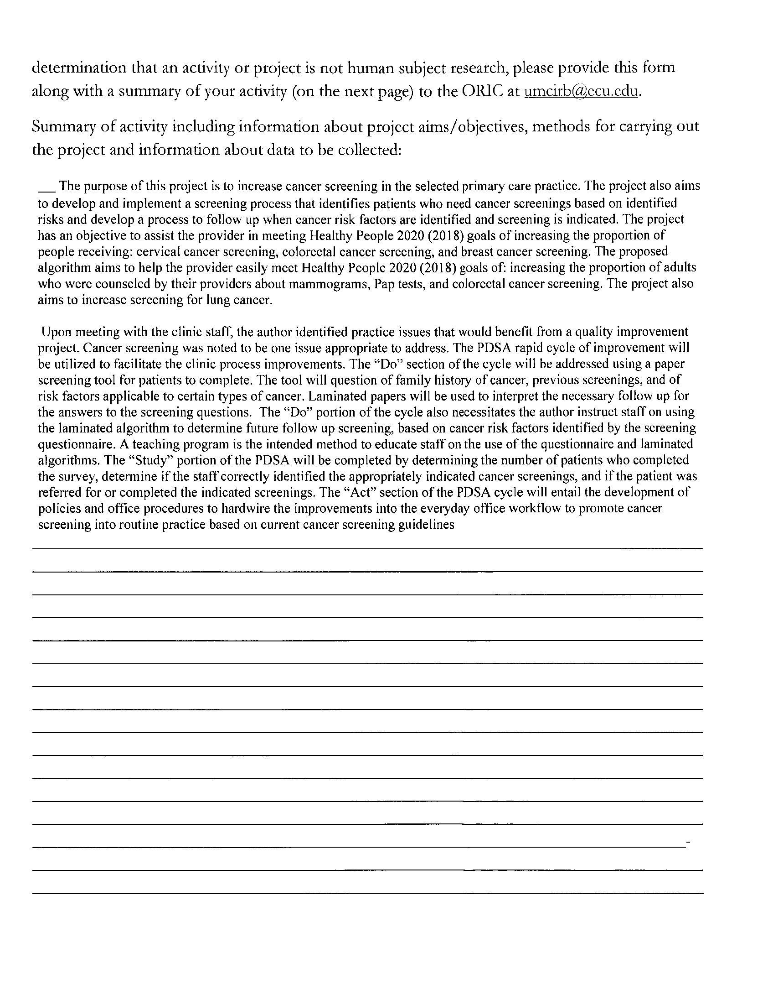 determination that an activity or project is not human subject research, please provide this form
along with a summary of your activity (on the next page) to the ORIC at umcirb@ecu.edu.
Summary of activity including information about project aims/objectives, methods for carrying out
the project and information about data to be collected:
__ The purpose of this project is to increase cancer screening in the selected primary care practice. The project also aims
to develop and implement a screening process that identifies patients who need cancer screenings based on identified
risks and develop a process to follow up when cancer risk factors are identified and screening is indicated. The project
has an objective to assist the provider in meeting Healthy People 2020 (2018) goals of increasing the proportion of
people receiving: cervical cancer screening, colorectal cancer screening, and breast cancer screening. The proposed
algorithm aims to help the provider easily meet Healthy People 2020 (2018) goals of: increasing the proportion of adults
who were counseled by their providers about mammograms, Pap tests, and colorectal cancer screening. The project also
aims to increase screening for lung cancer.
Upon meeting with the clinic staff, the author identified practice issues that would benefit from a quality improvement
project. Cancer screening was noted to be one issue appropriate to address. The PDSA rapid cycle of improvement will
be utilized to facilitate the clinic process improvements. The “Do” section of the cycle will be addressed using a paper
screening tool for patients to complete. The tool will question of family history of cancer, previous screenings, and of
risk factors applicable to certain types of cancer. Laminated papers will be used to interpret the necessary follow up for
the answers to the screening questions.  The “Do” portion of the cycle also necessitates the author instruct staff on using
the laminated algorithm to determine future follow up screening, based on cancer risk factors identified by the screening
questionnaire. A teaching program is the intended method to educate staff on the use of the questionnaire and laminated
algorithms. The “Study” portion of the PDSA will be completed by determining the number of patients who completed
the survey, determine if the staff correctly identified the appropriately indicated cancer screenings, and if the patient was
referred for or completed the indicated screenings. The “Act” section of the PDSA cycle will entail the development of
policies and office procedures to hardwire the improvements into the everyday office workflow to promote cancer
screening into routine practice based on current cancer screening guidelines